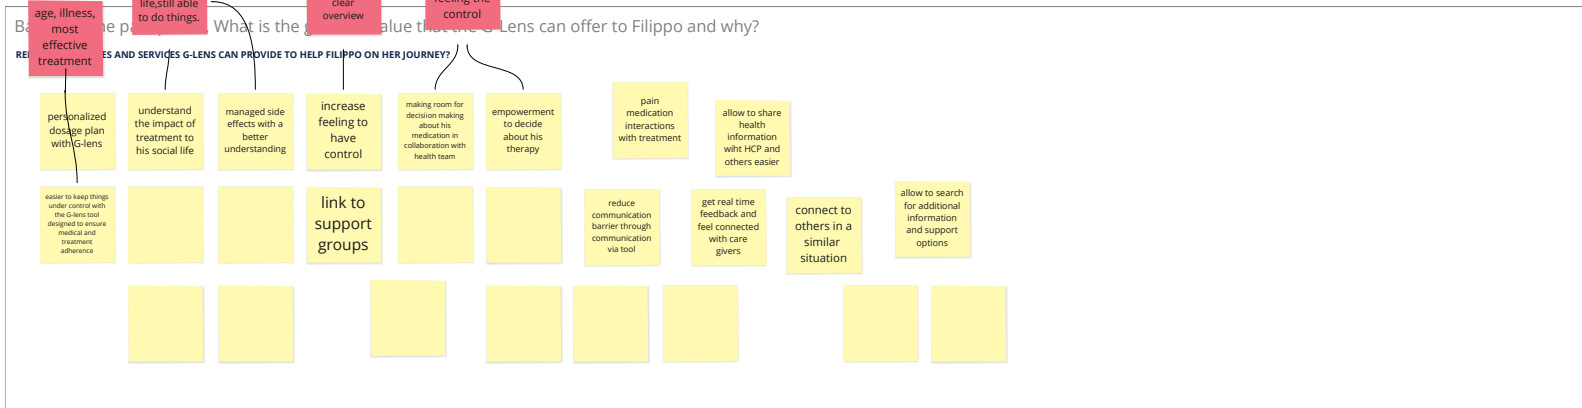 age, illness,
most
effective
treatment
life,still able
to do things.
clear
overview
feeling the
control
What is the
that the G-Lens can offer to Filippo and why?
ES AND SERVICES G-LENS CAN PROVIDE TO HELP FILIPPO ON HER JOURNEY?
personalized
dosage plan
with G-lens
understand
the impact of
treatment to
his social life
managed side
effects with a
better
understanding
increase
feeling to
have
control
making room for
decision making
about his
medication in
collaboration with
health team
empowerment
to decide
about his
therapy
pain
medication
interactions
with treatment
allow to share
health
information
wiht HCP and
others easier
easier to keep things
under control with
the G-lens tool
designed to ensure
medical and
treatment
adherence
link to
support
groups
reduce
communication
barrier through
communication
via tool
get real time
feedback and
feel connected
with care
givers
connect to
others in a
similar
situation
allow to search
for additional
information
and support
options